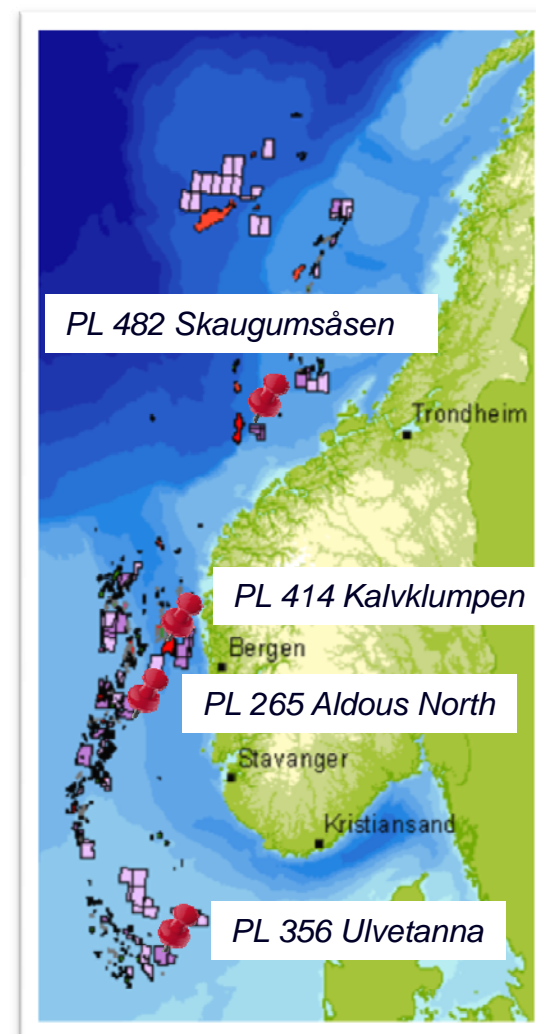 PL 482 Skaugumsåsen
Trondheim
PL 414 Kalvklumpen
Bergen
PL 265 Aldous North
Stavanger
Kristiansand
PL 356 Ulvetanna